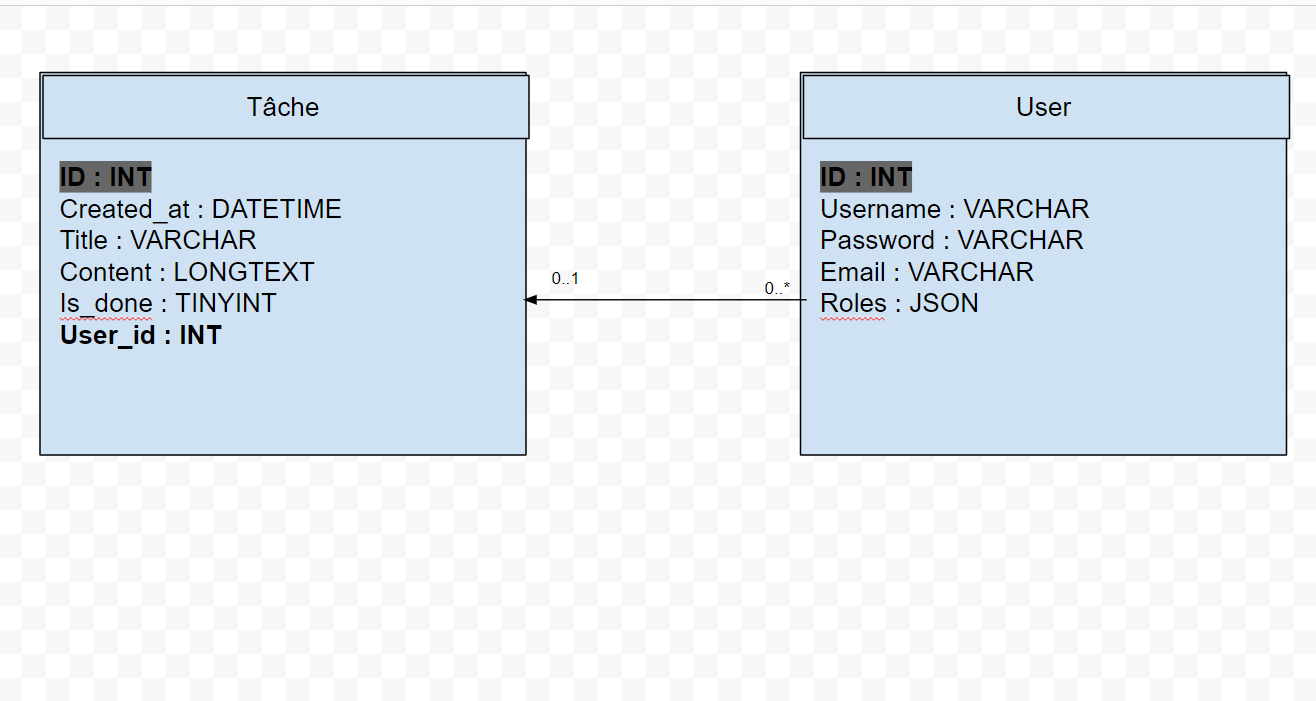 Tâche
ID : INT
Created_at : DATETIME
Title : VARCHAR
Content : LONGTEXT
Is_done : TINYINT
User_id : INT
0..1
0..*
User
ID : INT
Username : VARCHAR
Password : VARCHAR
Email : VARCHAR
Roles : JSON